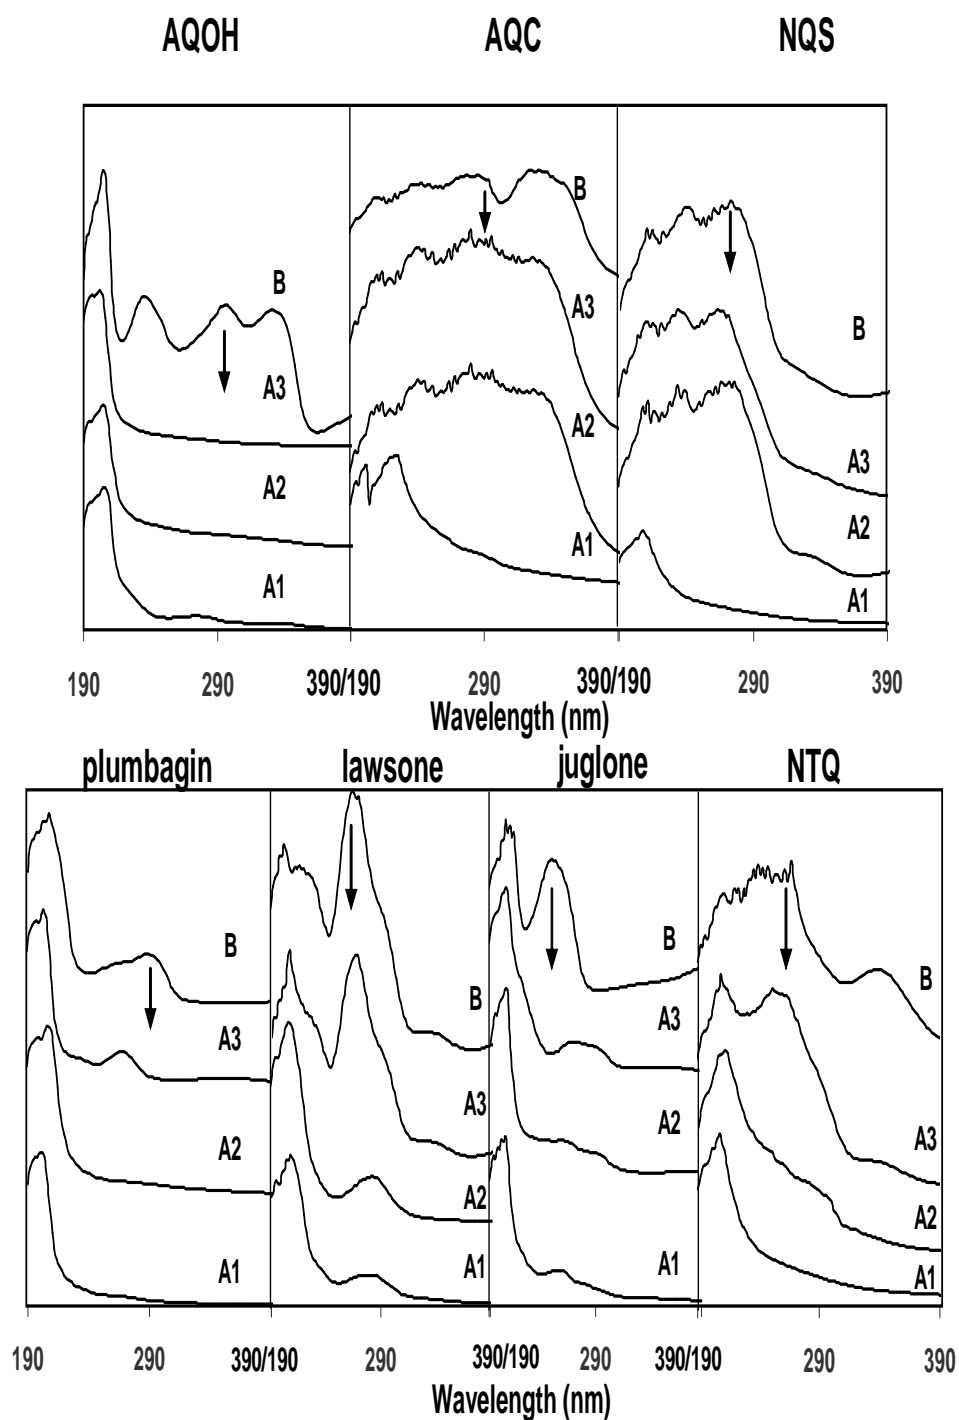 AQOH AQC NQS
B
B
A3
B
A3
A2
A3
A2
A2
A1
A1
A1
190 290 390/190 290 390/190 290 390
Wavelength (nm)
plumbagin lawsone juglone NTQ
B B B B
A3 A3 A3 A3
A2 A2 A2 A2
A1 A1 A1 A1
190 290 390/190 290 390/190 290 390/190 290 390
Wavelength (nm)